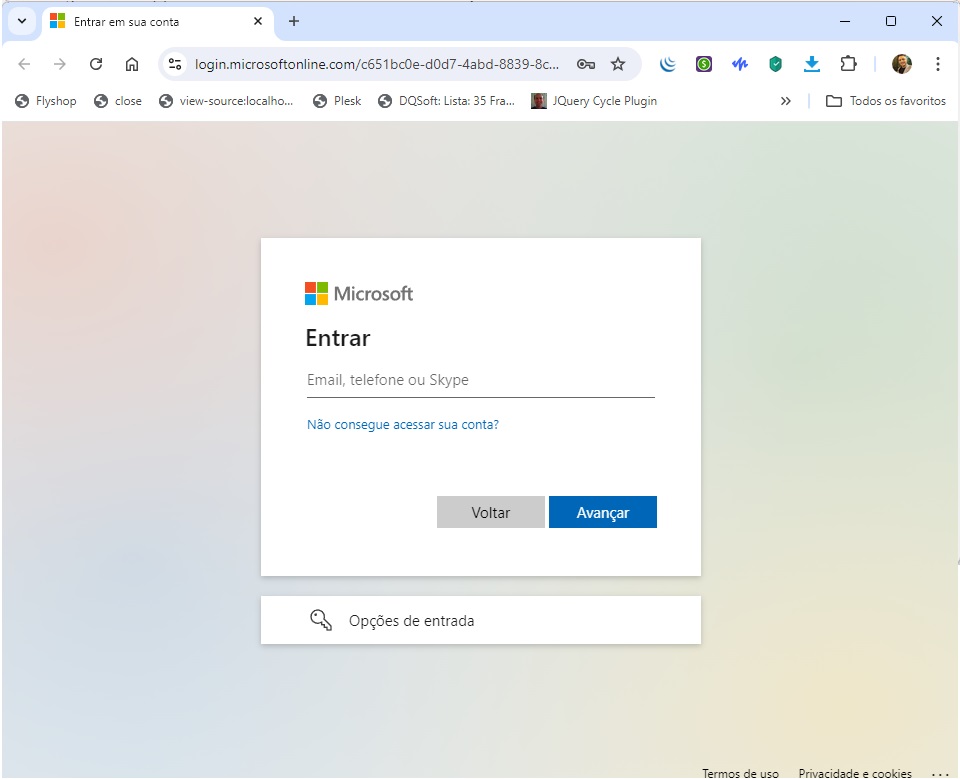 Entrar em sua conta
login.microsoftonline.com/c651bc0e-d0d7-4abd-8839-8c...
Flyshop close view-source:localho... Plesk DQSoft: Lista: 35 Fra... JQuery Cycle Plugin Todos os favoritos
Microsoft
Entrar
Email, telefone ou Skype
Não consegue acessar sua conta?
Voltar Avançar
Opções de entrada
Termos de uso Privacidade e cookies ...